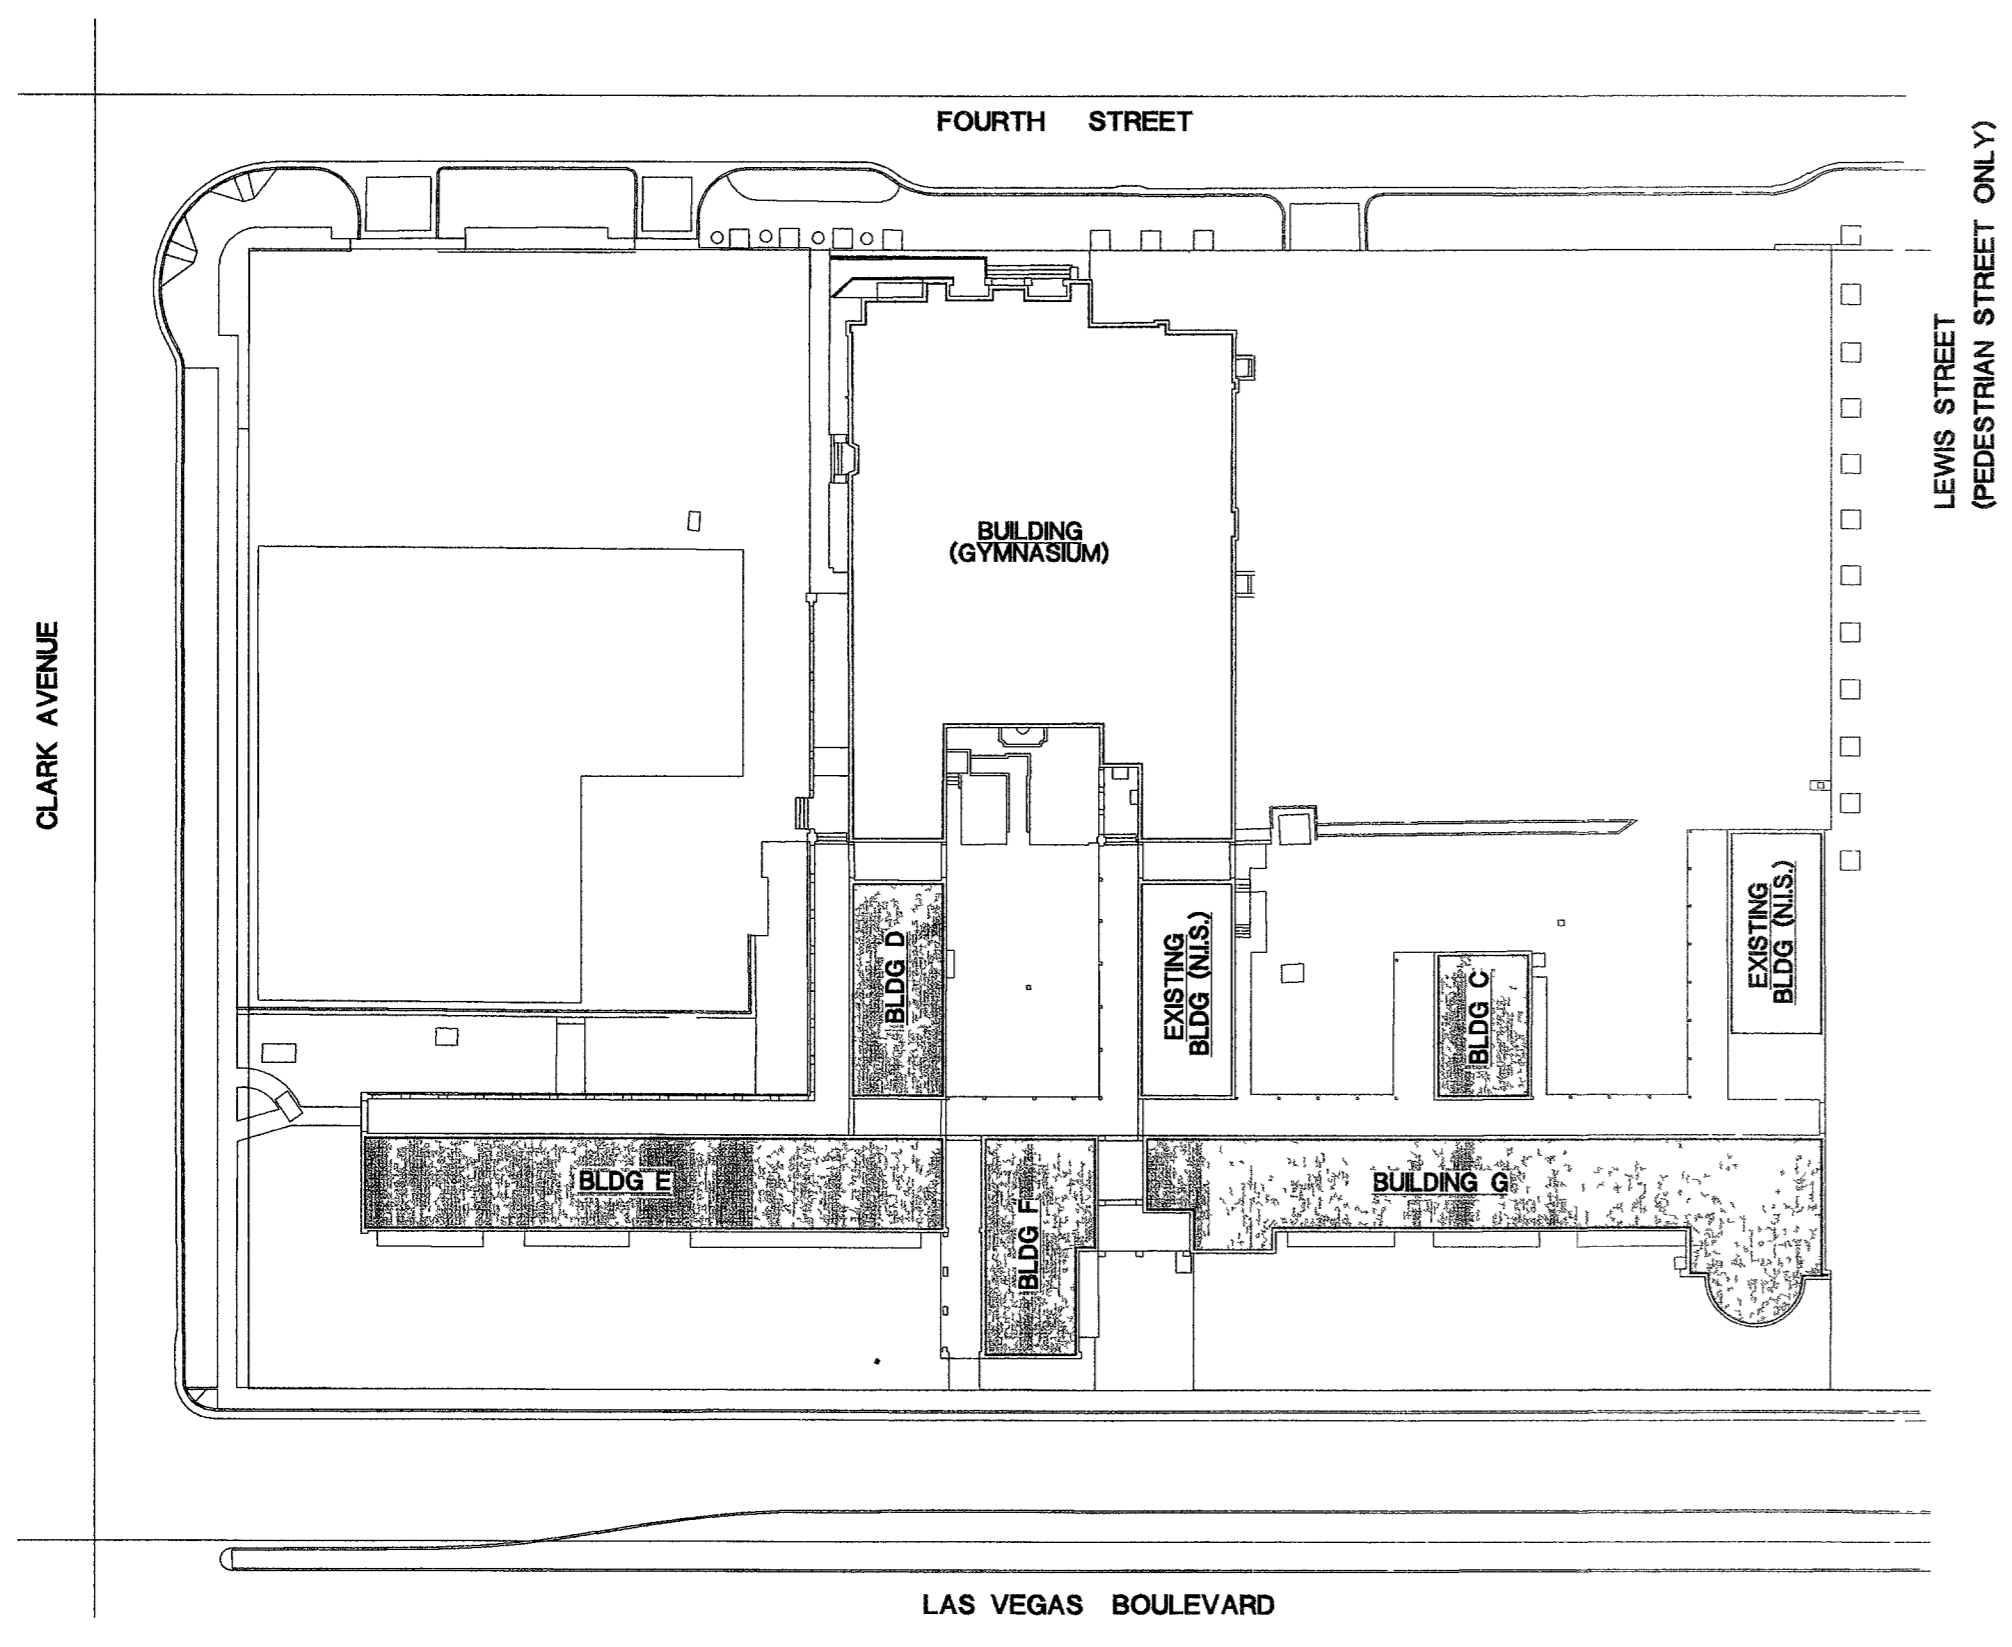 FOURTH STREET
LEWIS STREET
(PEDESTRIAN STREET ONLY)
BUILDING
(GYMNASIUM)
CLARK AVENUE
BLDG D
EXISTING
BLDG (N.I.S.)
BLDG C
EXISTING
BLDG (N.I.S.)
BLDG E
BLDG F
BUILDING G
LAS VEGAS BOULEVARD